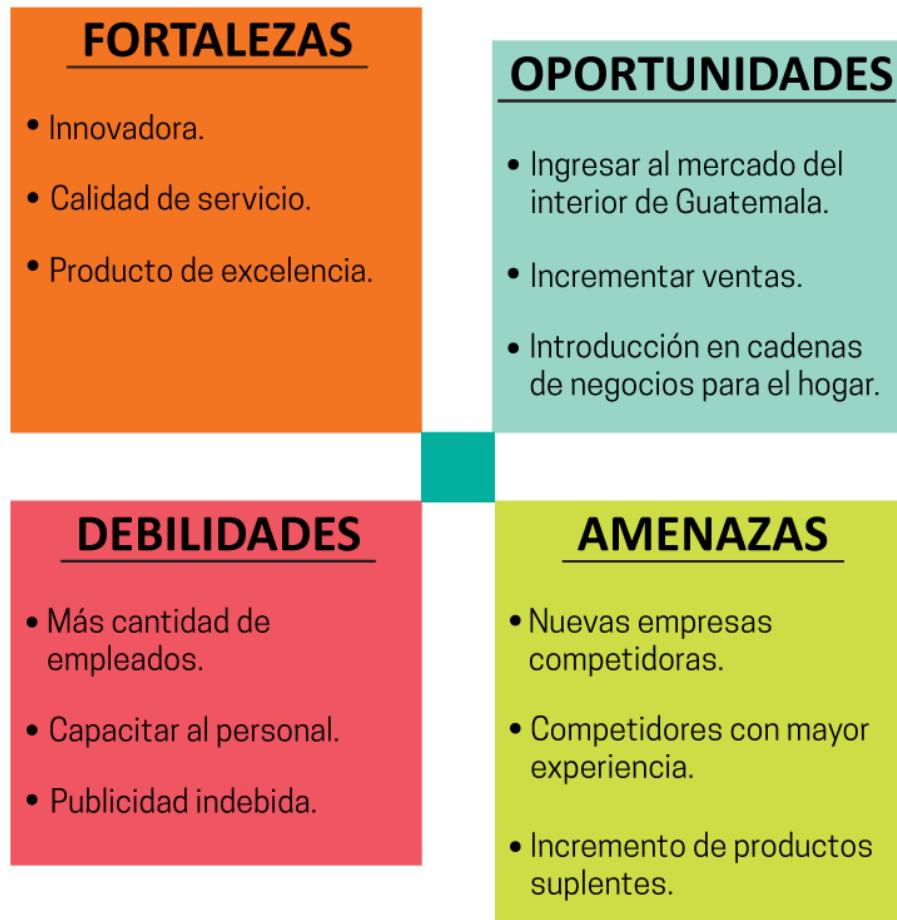 FORTALEZAS
• Innovadora.
• Calidad de servicio.
• Producto de excelencia.
OPORTUNIDADES
• Ingresar al mercado del
interior de Guatemala.
• Incrementar ventas.
• Introducción en cadenas
de negocios para el hogar.
DEBILIDADES
• Más cantidad de
empleados.
• Capacitar al personal.
• Publicidad indebida.
AMENAZAS
• Nuevas empresas
competidoras.
• Competidores con mayor
experiencia.
• Incremento de productos
suplentes.